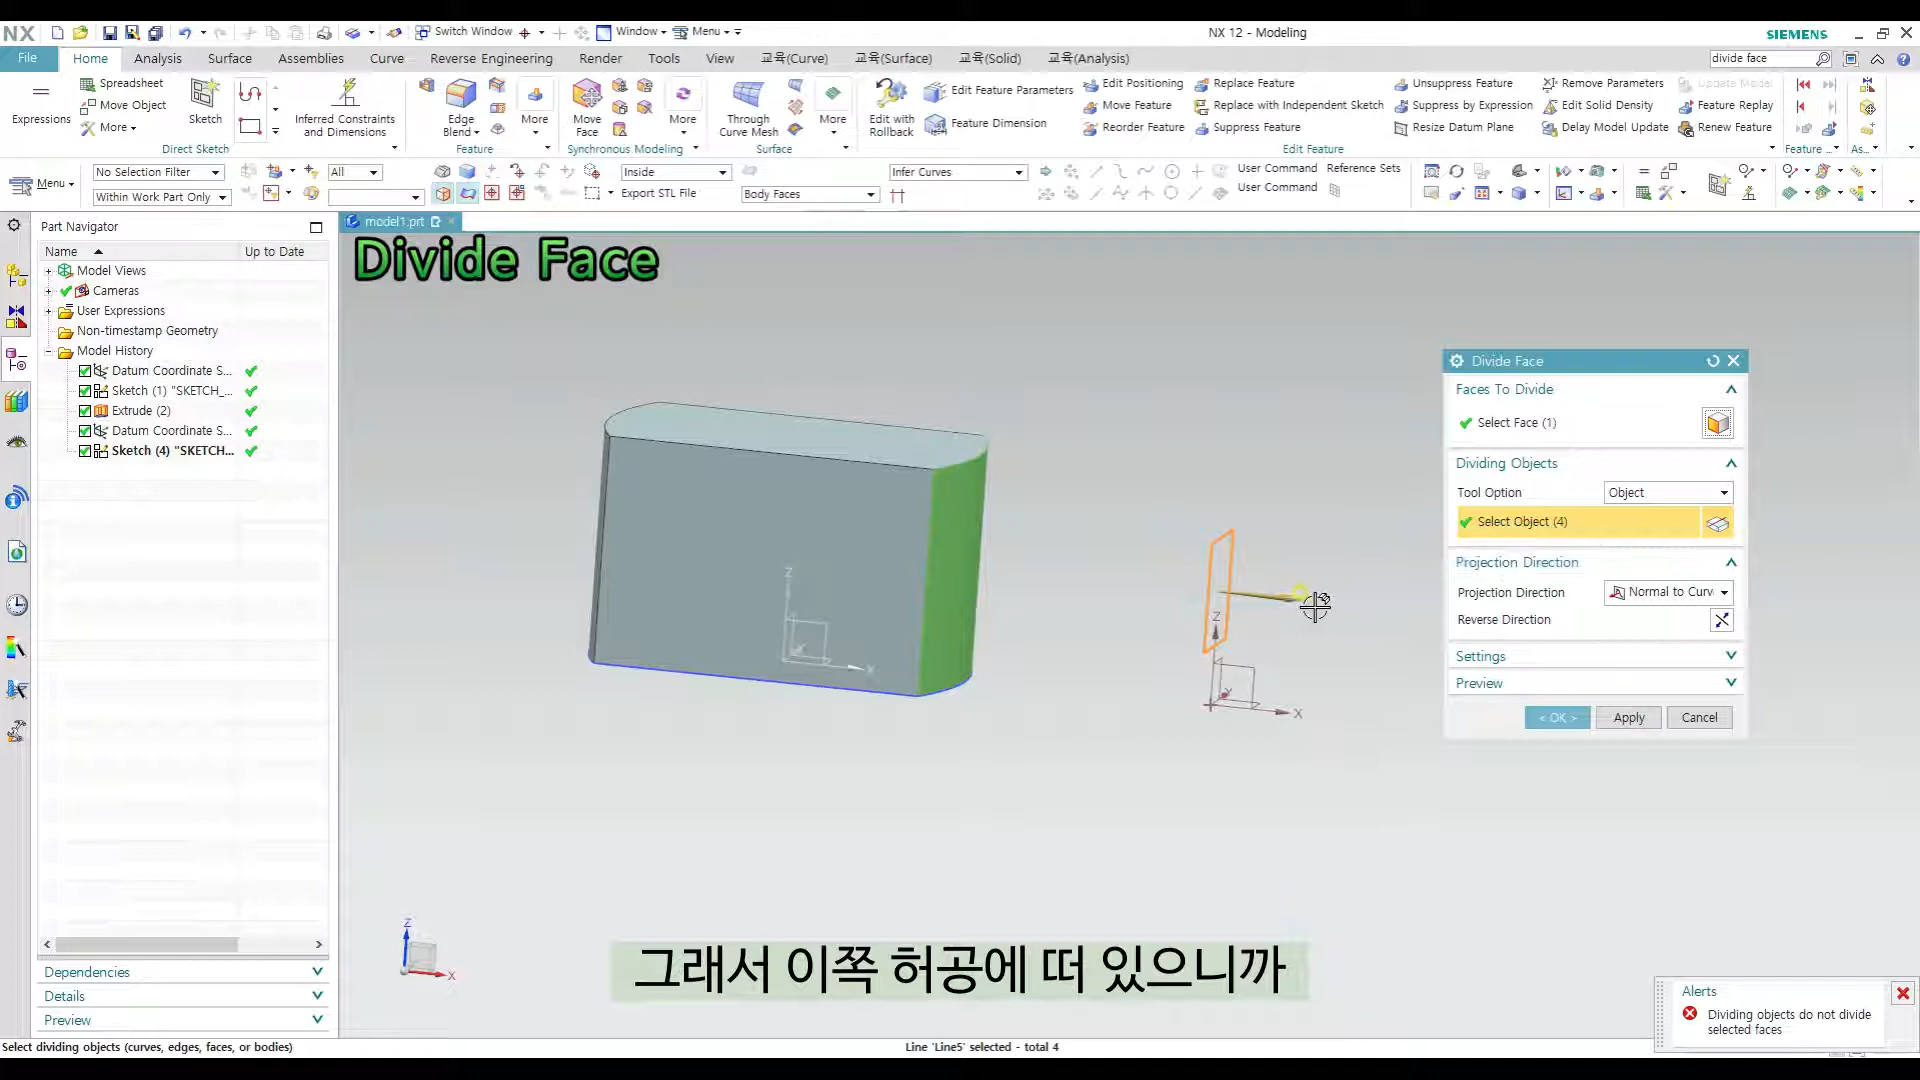 NX
Switch Window
Window
Menu
NX 12 - Modeling
SIEMENS
File
Home
Analysis
Surface
Assemblies
Curve
Reverse Engineering
Render
Tools
View
교육(Curve)
교육(Surface)
교육(Solid)
교육(Analysis)
divide face
Expressions
Spreadsheet
Move Object
More
Sketch
Inferred Constraints and Dimensions
Direct Sketch
Edge Blend
More
Feature
Move Face
More
Synchronous Modeling
Through Curve Mesh
More
Surface
Edit with Rollback
Edit Feature Parameters
Feature Dimension
Edit Positioning
Move Feature
Reorder Feature
Replace Feature
Replace with Independent Sketch
Suppress Feature
Unsuppress Feature
Suppress by Expression
Resize Datum Plane
Remove Parameters
Edit Solid Density
Delay Model Update
Update Model
Feature Replay
Renew Feature
Edit Feature
Feature ...
As...
Menu
No Selection Filter
Within Work Part Only
All
Inside
Export STL File
Body Faces
Infer Curves
User Command
Reference Sets
User Command
Part Navigator
Name
Up to Date
Model Views
Cameras
User Expressions
Non-timestamp Geometry
Model History
Datum Coordinate S...
Sketch (1) "SKETCH_...
Extrude (2)
Datum Coordinate S...
Sketch (4) "SKETCH...
Dependencies
Details
Preview
model1.prt
Divide Face
Z
X
Z
X
Y
Z
X
Divide Face
Faces To Divide
Select Face (1)
Dividing Objects
Tool Option
Object
Select Object (4)
Projection Direction
Projection Direction
Normal to Curv
Reverse Direction
Settings
Preview
< OK >
Apply
Cancel
그래서 이쪽 허공에 떠 있으니까
Alerts
Dividing objects do not divide
selected faces
Select dividing objects (curves, edges, faces, or bodies)
Line 'Line5' selected - total 4